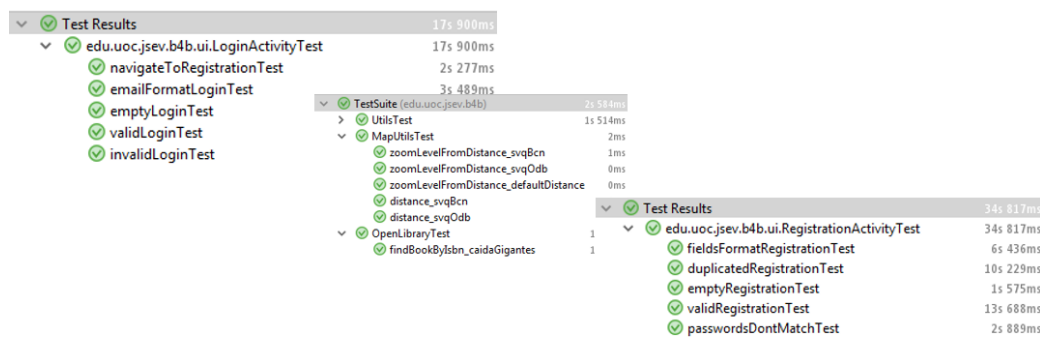 Test Results 17s 900ms
edu.uoc.jsev.b4b.ui.LoginActivityTest 17s 900ms
navigateToRegistrationTest 2s 277ms
emailFormatLoginTest 3s 489ms
emptyLoginTest
validLoginTest
invalidLoginTest
TestSuite (edu.uoc.jsev.b4b) 2s 584ms
UtilsTest 1s 514ms
MapUtilsTest 2ms
zoomLevelFromDistance_svqBcn 1ms
zoomLevelFromDistance_svqOdb 0ms
zoomLevelFromDistance_defaultDistance 0ms
distance_svqBcn
distance_svqOdb
OpenLibraryTest 1
findBookByIsbn_caidaGigantes 1
Test Results 34s 817ms
edu.uoc.jsev.b4b.ui.RegistrationActivityTest 34s 817ms
fieldsFormatRegistrationTest 6s 436ms
duplicatedRegistrationTest 10s 229ms
emptyRegistrationTest 1s 575ms
validRegistrationTest 13s 688ms
passwordsDontMatchTest 2s 889ms